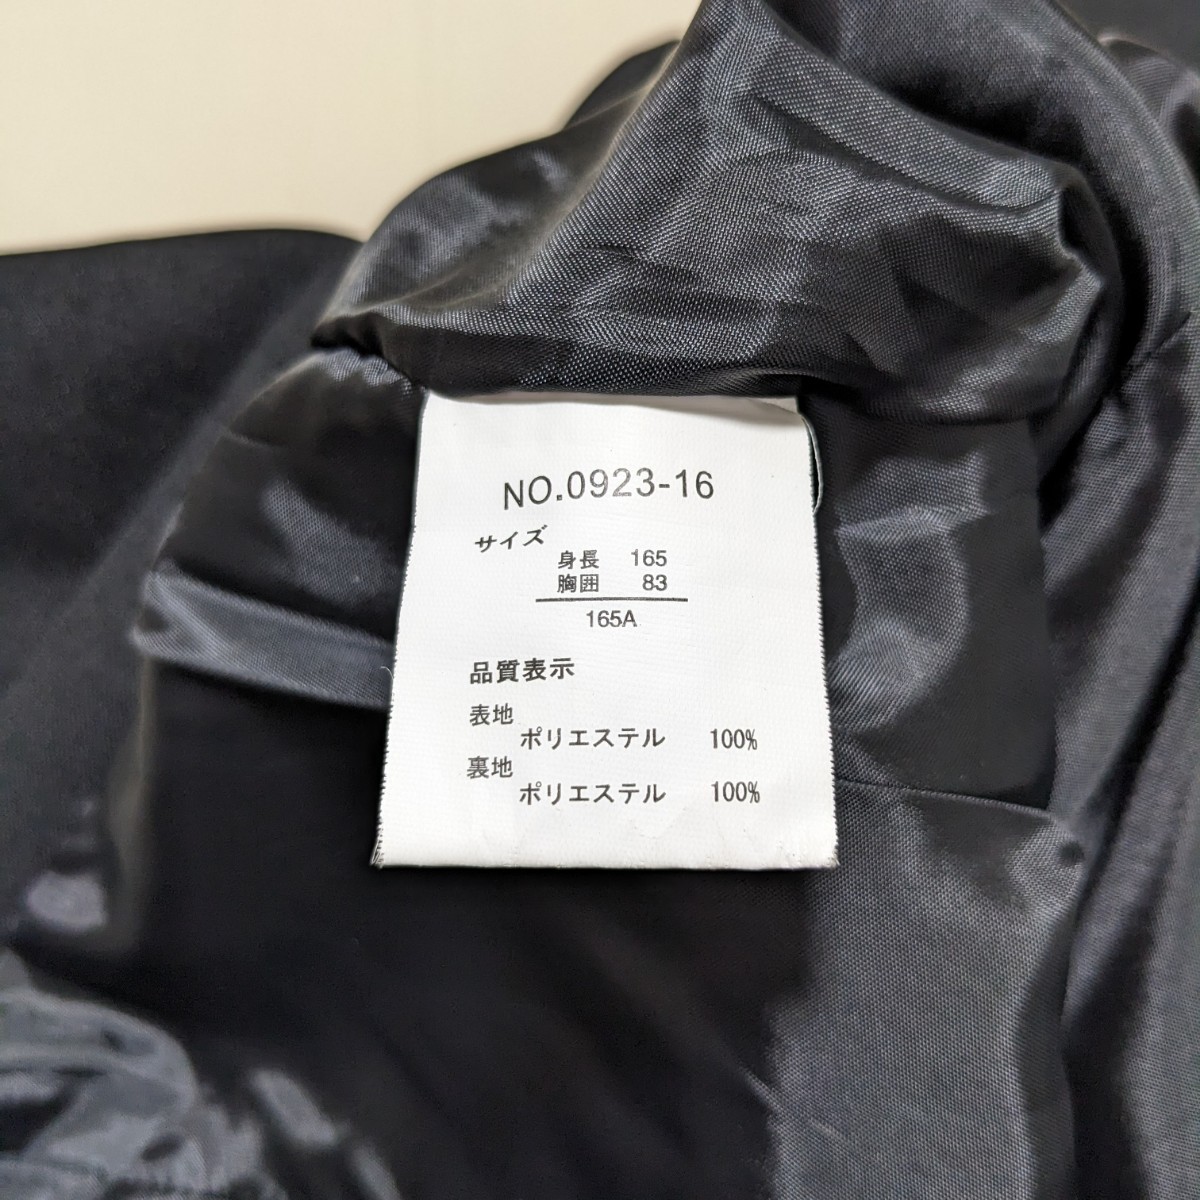 NO.0923-16
サイズ
身長 165
胸囲 83
165A
品質表示
表地
ポリエステル 100%
裏地
ポリエステル 100%